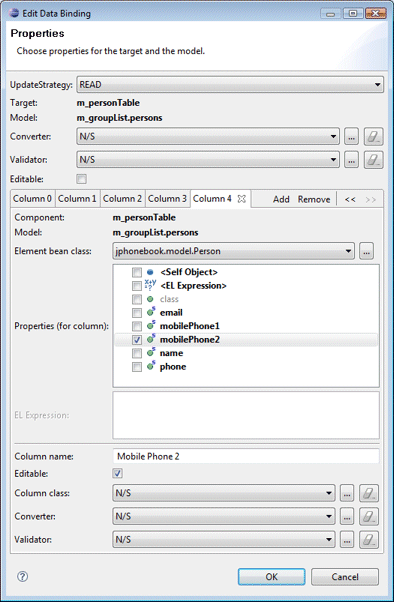 Edit Data Binding
Properties
Choose properties for the target and the model.
UpdateStrategy: READ
Target: m_personTable
Model: m_groupList.persons
Converter: N/S ...
Validator: N/S ...
Editable:
Column 0 Column 1 Column 2 Column 3 Column 4 Add Remove << >>
Component: m_personTable
Model: m_groupList.persons
Element bean class: jphonebook.model.Person ...
<Self Object>
X+Y <EL Expression>
class
email
mobilePhone1
Properties (for column): mobilePhone2
name
phone
EL Expression:
Column name: Mobile Phone 2
Editable:
Column class: N/S ...
Converter: N/S ...
Validator: N/S ...
? OK Cancel